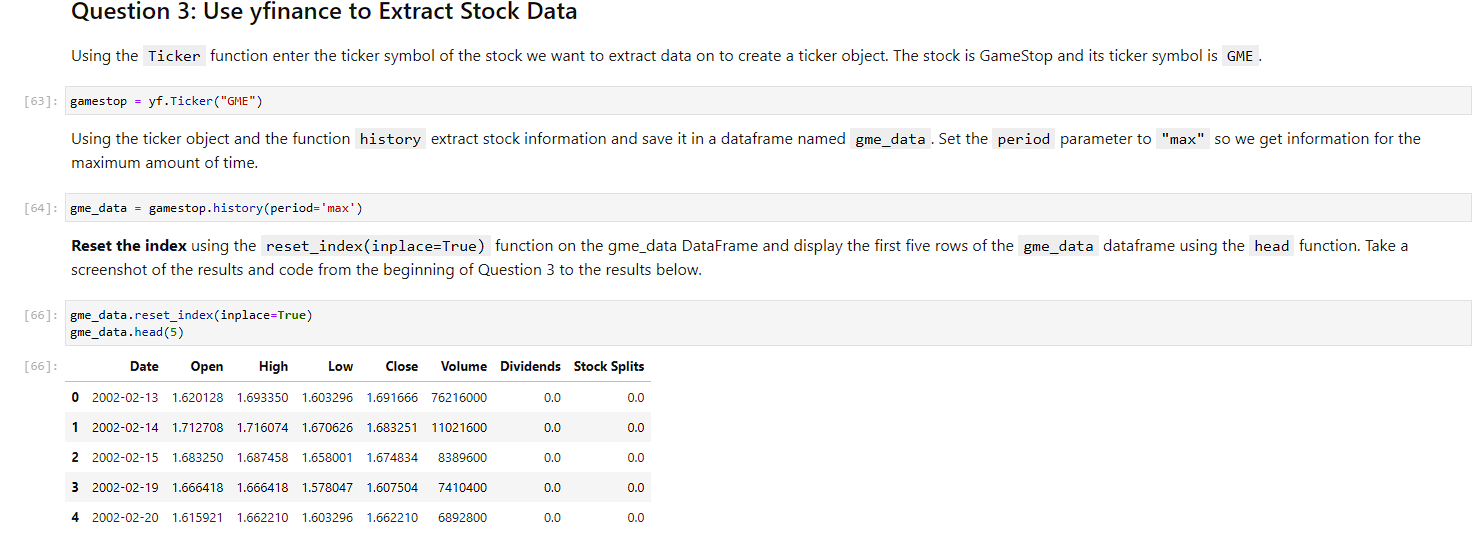 Question 3: Use yfinance to Extract Stock Data
Using the Ticker function enter the ticker symbol of the stock we want to extract data on to create a ticker object. The stock is GameStop and its ticker symbol is GME .
[63]: gamestop = yf.Ticker("GME")
Using the ticker object and the function history extract stock information and save it in a dataframe named gme_data . Set the period parameter to "max" so we get information for the
maximum amount of time.
[64]: gme_data = gamestop.history(period='max')
Reset the index using the reset_index(inplace=True) function on the gme_data DataFrame and display the first five rows of the gme_data dataframe using the head function. Take a
screenshot of the results and code from the beginning of Question 3 to the results below.
[66]: gme_data.reset_index(inplace=True)
gme_data.head(5)
[66]: Date Open High Low Close Volume Dividends Stock Splits
0 2002-02-13 1.620128 1.693350 1.603296 1.691666 76216000 0.0 0.0
1 2002-02-14 1.712708 1.716074 1.670626 1.683251 11021600 0.0 0.0
2 2002-02-15 1.683250 1.687458 1.658001 1.674834 8389600 0.0 0.0
3 2002-02-19 1.666418 1.666418 1.578047 1.607504 7410400 0.0 0.0
4 2002-02-20 1.615921 1.662210 1.603296 1.662210 6892800 0.0 0.0